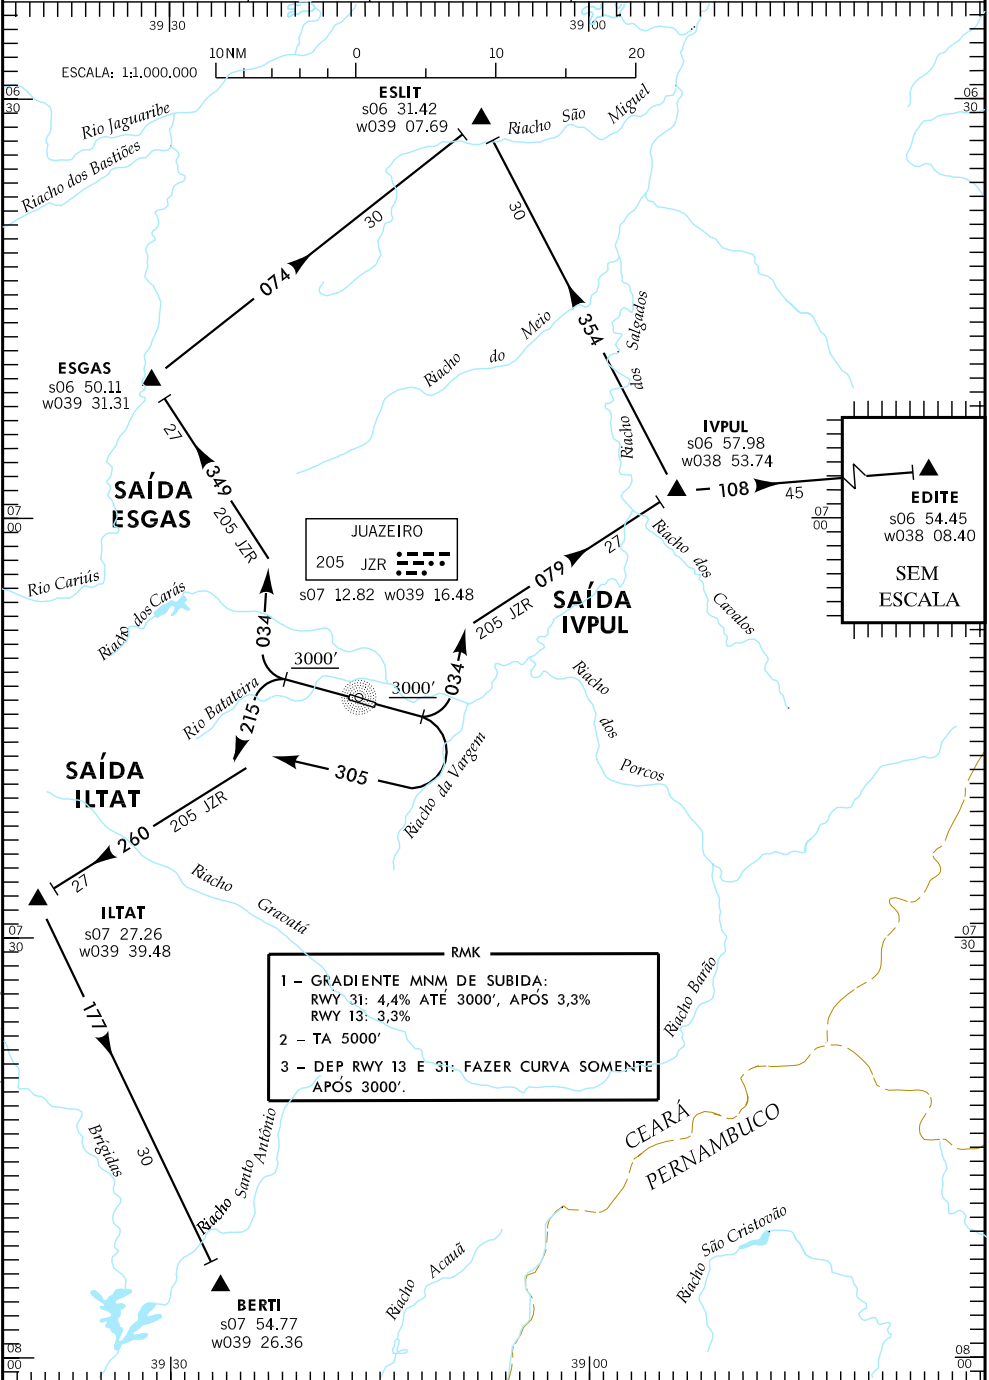 39 30
39 00
ESCALA: 1:1.000.000
10NM 0 10 20
06
30
06
30
ESLIT
s06 31.42
w039 07.69
Rio Jaguaribe
Riacho dos Bastiões
Riacho São Miguel
30
30
074
354
Riacho do Meio
Riacho dos Salgados
ESGAS
s06 50.11
w039 31.31
27
349
205 JZR
SAÍDA
ESGAS
IVPUL
s06 57.98
w038 53.74
108
45
EDITE
s06 54.45
w038 08.40
SEM
ESCALA
07
00
07
00
JUAZEIRO
205 JZR
s07 12.82 w039 16.48
27
079
205 JZR
SAÍDA
IVPUL
Rio Cariús
Riacho dos Carás
Riacho dos Cavalos
034
034
3000'
3000'
Rio Batateira
215
305
Riacho da Vargem
Riacho dos Porcos
SAÍDA
ILTAT
205 JZR
260
27
ILTAT
s07 27.26
w039 39.48
Riacho Gravatá
07
30
07
30
RMK
1 – GRADIENTE MNM DE SUBIDA:
RWY 31: 4,4% ATÉ 3000', APÓS 3,3%
RWY 13: 3,3%
2 – TA 5000'
3 – DEP RWY 13 E 31: FAZER CURVA SOMENTE
APÓS 3000'.
Riacho Barão
177
30
Brígidas
Riacho Santo Antônio
CEARÁ
PERNAMBUCO
Riacho Acauã
Riacho São Cristovão
BERTI
s07 54.77
w039 26.36
08
00
08
00
39 30
39 00